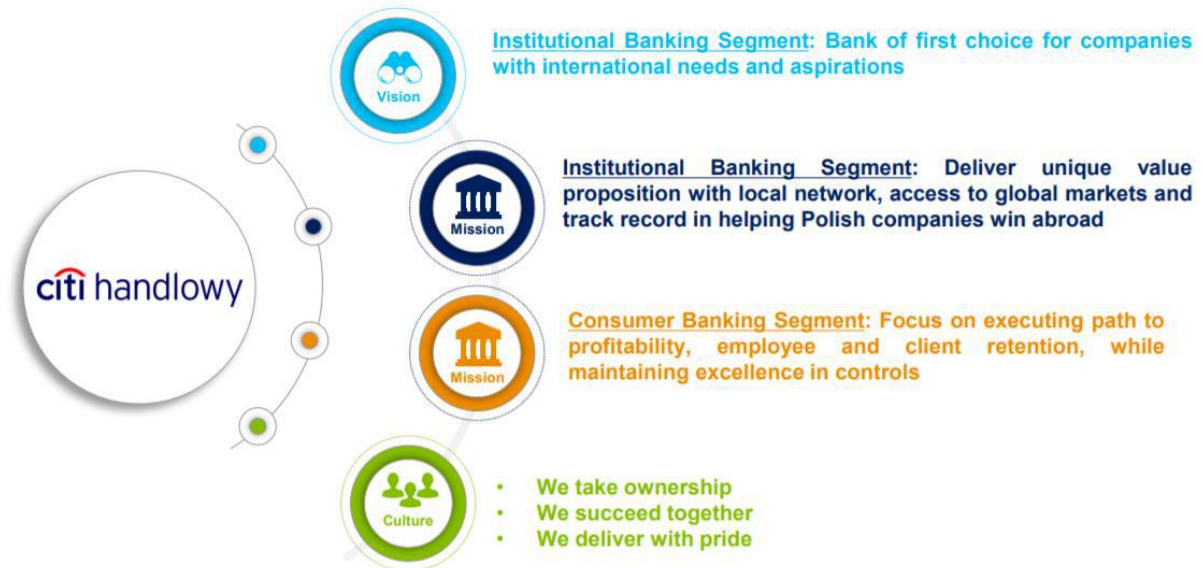 Vision
Institutional Banking Segment: Bank of first choice for companies
with international needs and aspirations
Mission
Institutional Banking Segment: Deliver unique value
proposition with local network, access to global markets and
track record in helping Polish companies win abroad
citi handlowy
Mission
Consumer Banking Segment: Focus on executing path to
profitability, employee and client retention, while
maintaining excellence in controls
Culture
• We take ownership
• We succeed together
• We deliver with pride